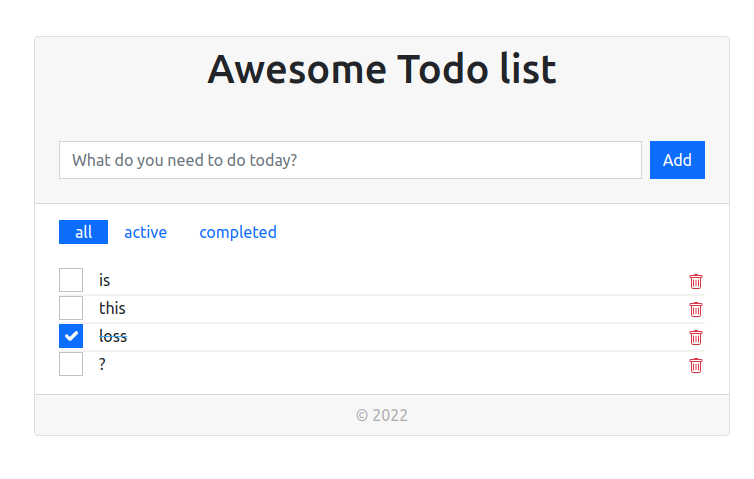 Awesome Todo list
What do you need to do today? Add
all active completed
is
this
loss
?
© 2022